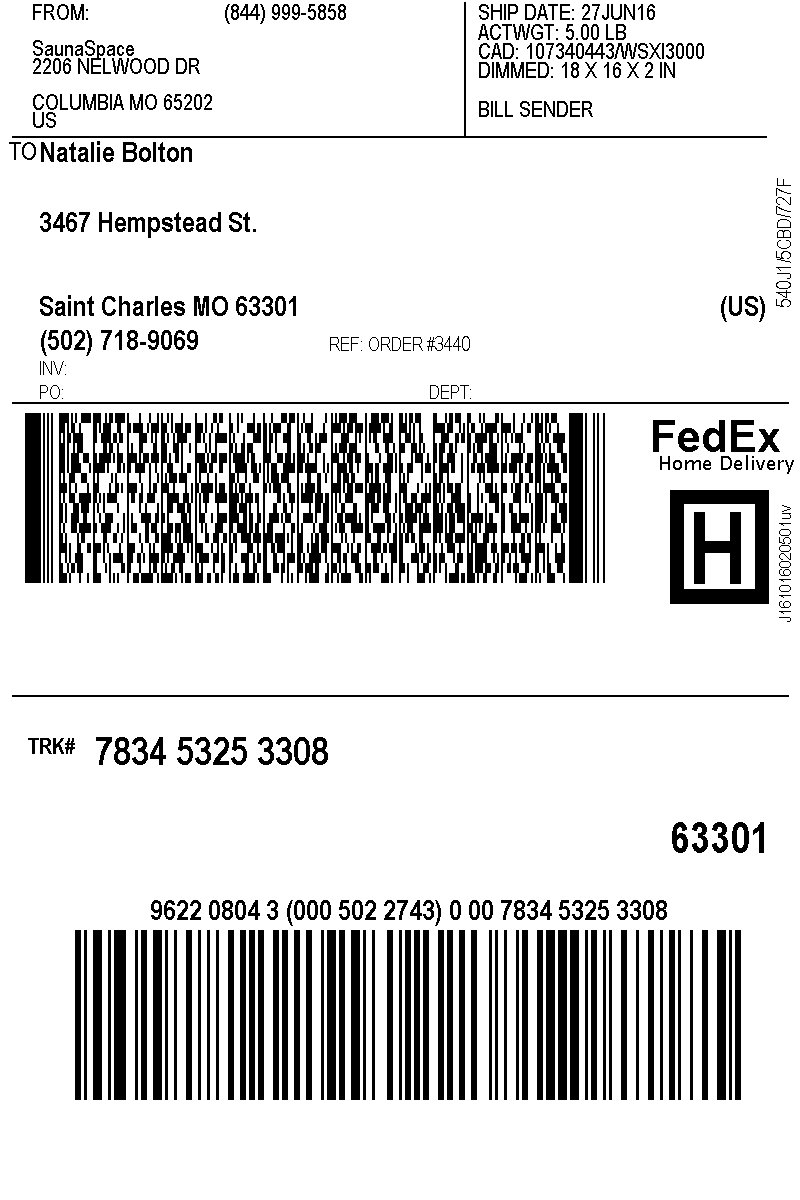 FROM: (844) 999-5858
SaunaSpace
2206 NELWOOD DR
COLUMBIA MO 65202
US
SHIP DATE: 27JUN16
ACTWGT: 5.00 LB
CAD: 107340443/WSXI3000
DIMMED: 18 X 16 X 2 IN
BILL SENDER
TO Natalie Bolton
3467 Hempstead St.
Saint Charles MO 63301 (US)
(502) 718-9069 REF: ORDER #3440
INV:
PO: DEPT:
540J1/5CBD/727F
FedEx
Home Delivery
H
J161016020501uv
TRK# 7834 5325 3308
63301
9622 0804 3 (000 502 2743) 0 00 7834 5325 3308